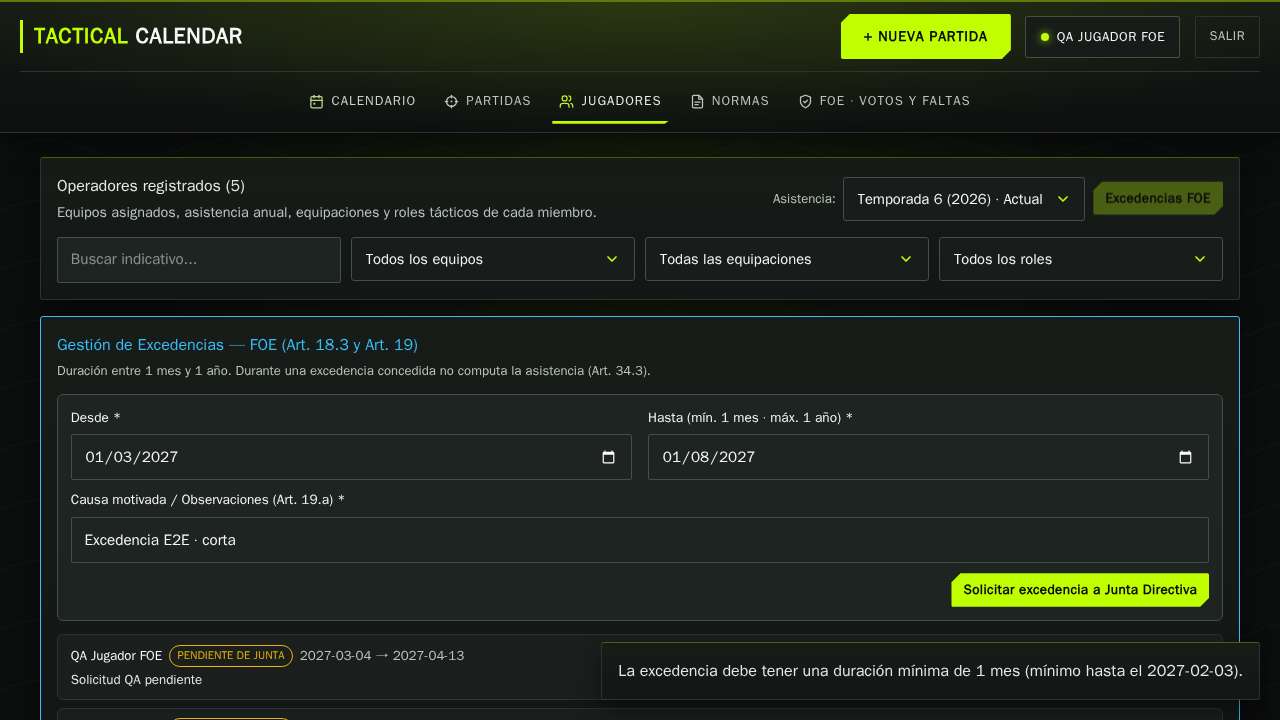 TACTICAL CALENDAR
+ NUEVA PARTIDA
QA JUGADOR FOE
SALIR
CALENDARIO
PARTIDAS
JUGADORES
NORMAS
FOE · VOTOS Y FALTAS
Operadores registrados (5)
Equipos asignados, asistencia anual, equipaciones y roles tácticos de cada miembro.
Asistencia:
Temporada 6 (2026) · Actual
Excedencias FOE
Buscar indicativo...
Todos los equipos
Todas las equipaciones
Todos los roles
Gestión de Excedencias — FOE (Art. 18.3 y Art. 19)
Duración entre 1 mes y 1 año. Durante una excedencia concedida no computa la asistencia (Art. 34.3).
Desde *
Hasta (mín. 1 mes · máx. 1 año) *
01/03/2027
01/08/2027
Causa motivada / Observaciones (Art. 19.a) *
Excedencia E2E · corta
Solicitar excedencia a Junta Directiva
QA Jugador FOE PENDIENTE DE JUNTA 2027-03-04 → 2027-04-13
Solicitud QA pendiente
La excedencia debe tener una duración mínima de 1 mes (mínimo hasta el 2027-02-03).